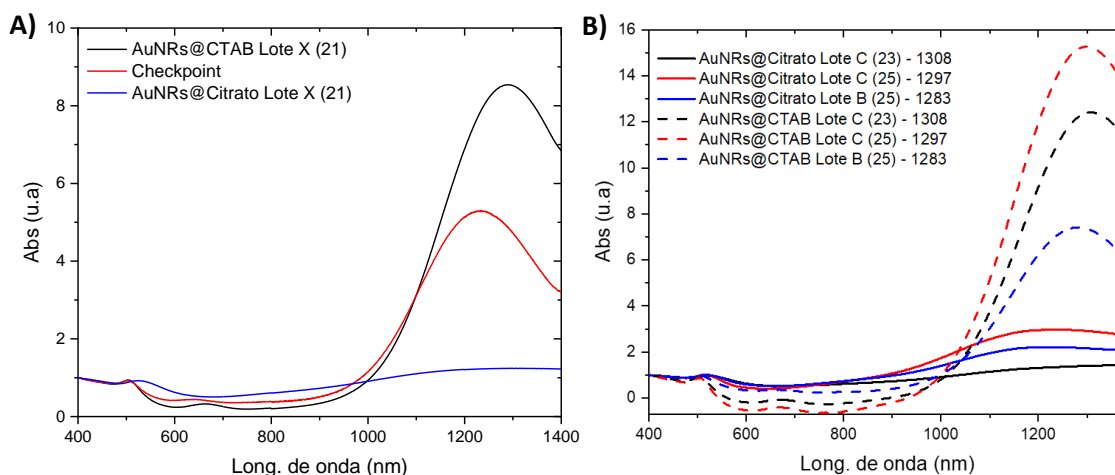 A)
AuNRs@CTAB Lote X (21)
Checkpoint
AuNRs@Citrato Lote X (21)
10
8
6
4
2
0
Abs (u.a)
400 600 800 1000 1200 1400
Long. de onda (nm)
B)
AuNRs@Citrato Lote C (23) - 1308
AuNRs@Citrato Lote C (25) - 1297
AuNRs@Citrato Lote B (25) - 1283
AuNRs@CTAB Lote C (23) - 1308
AuNRs@CTAB Lote C (25) - 1297
AuNRs@CTAB Lote B (25) - 1283
16
14
12
10
8
6
4
2
0
Abs (u.a)
400 600 800 1000 1200
Long. de onda (nm)